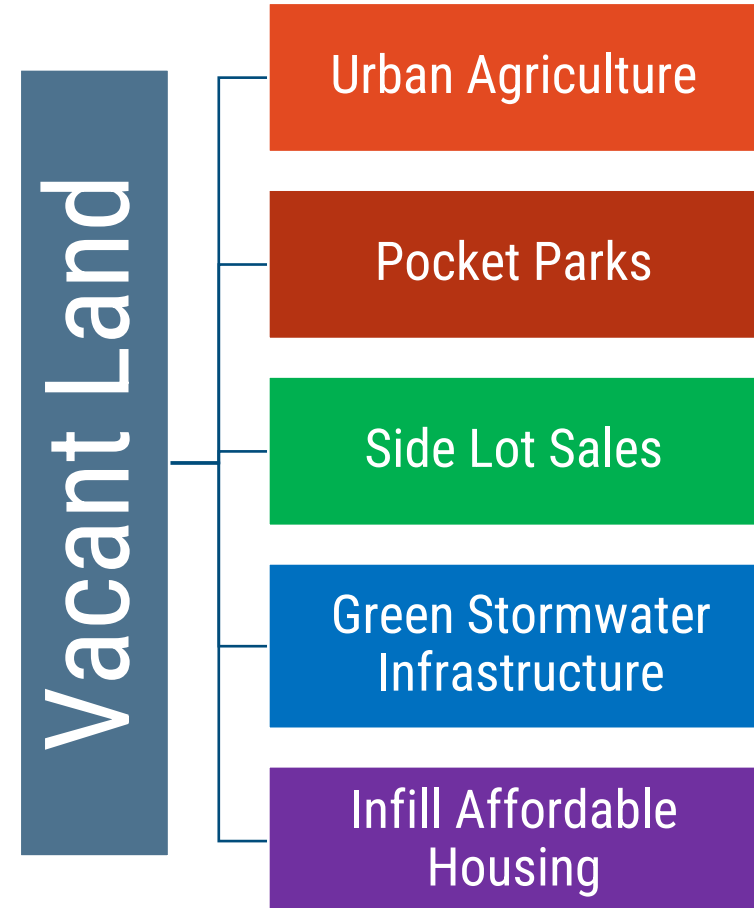 Vacant Land
Urban Agriculture
Pocket Parks
Side Lot Sales
Green Stormwater
Infrastructure
Infill Affordable
Housing